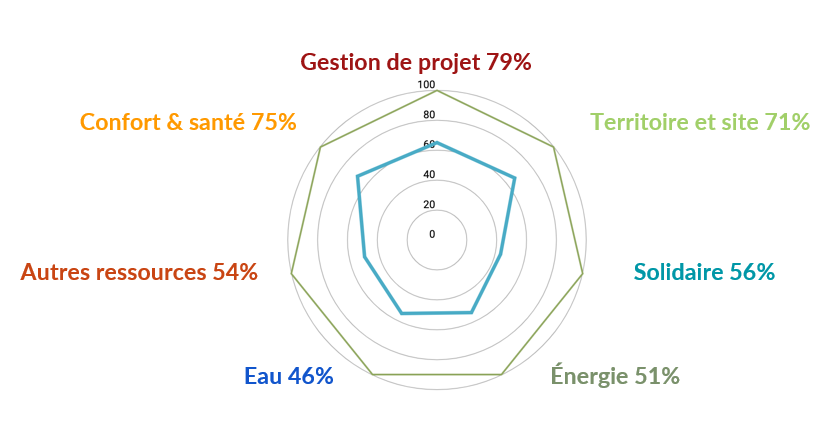 Gestion de projet 79%
100
Confort & santé 75%
80
Territoire et site 71%
60
40
20
0
Autres ressources 54%
Solidaire 56%
Eau 46%
Énergie 51%